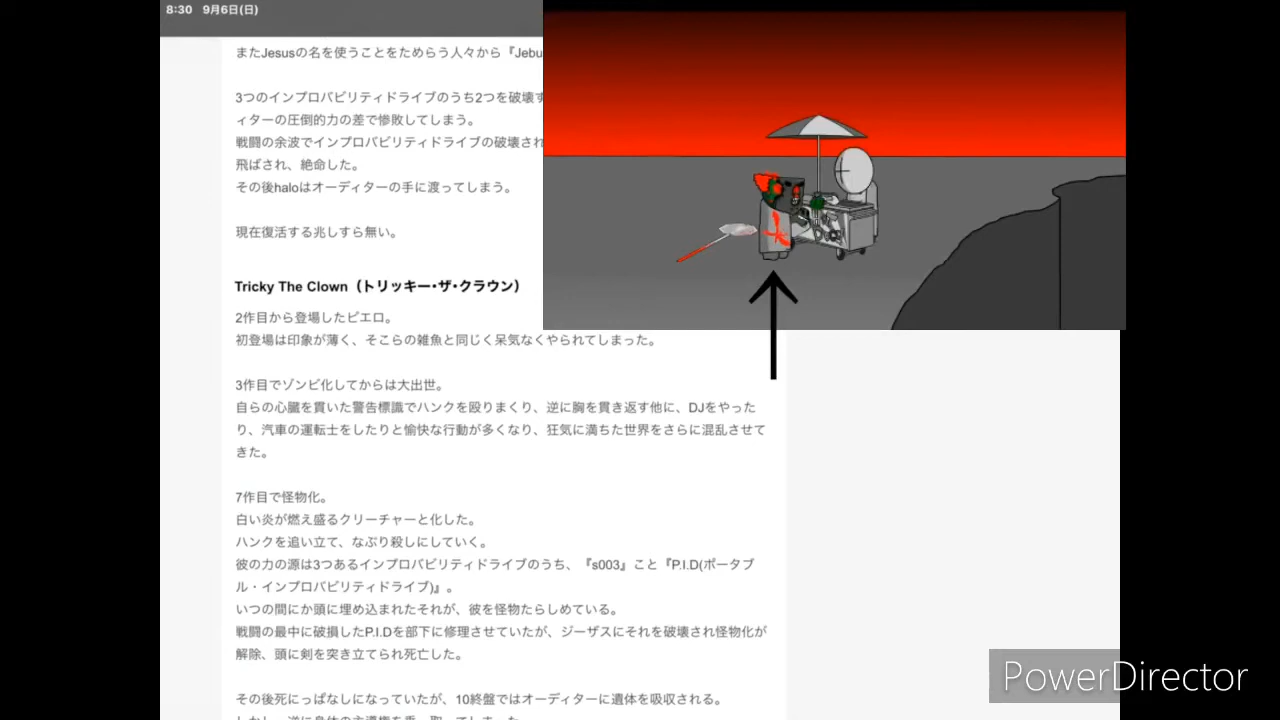 8:30 9月6日(日)
またJesusの名を使うことをためらう人々から『Jebu
3つのインプロバビリティドライブのうち2つを破壊す
ィターの圧倒的力の差で惨敗してしまう。
戦闘の余波でインプロバビリティドライブの破壊され
飛ばされ、絶命した。
その後haloはオーディターの手に渡ってしまう。
現在復活する兆しすら無い。
Tricky The Clown（トリッキー･ザ･クラウン）
2作目から登場したピエロ。
初登場は印象が薄く、そこらの雑魚と同じく呆気なくやられてしまった。
3作目でゾンビ化してからは大出世。
自らの心臓を貫いた警告標識でハンクを殴りまくり、逆に胸を貫き返す他に、DJをやった
り、汽車の運転士をしたりと愉快な行動が多くなり、狂気に満ちた世界をさらに混乱させて
きた。
7作目で怪物化。
白い炎が燃え盛るクリーチャーと化した。
ハンクを追い立て、なぶり殺しにしていく。
彼の力の源は3つあるインプロバビリティドライブのうち、『s003』こと『P.I.D(ポータブ
ル・インプロバビリティドライブ)』。
いつの間にか頭に埋め込まれたそれが、彼を怪物たらしめている。
戦闘の最中に破損したP.I.Dを部下に修理させていたが、ジーザスにそれを破壊され怪物化が
解除、頭に剣を突き立てられ死亡した。
その後死にっぱなしになっていたが、10終盤ではオーディターに遺体を吸収される。
PowerDirector